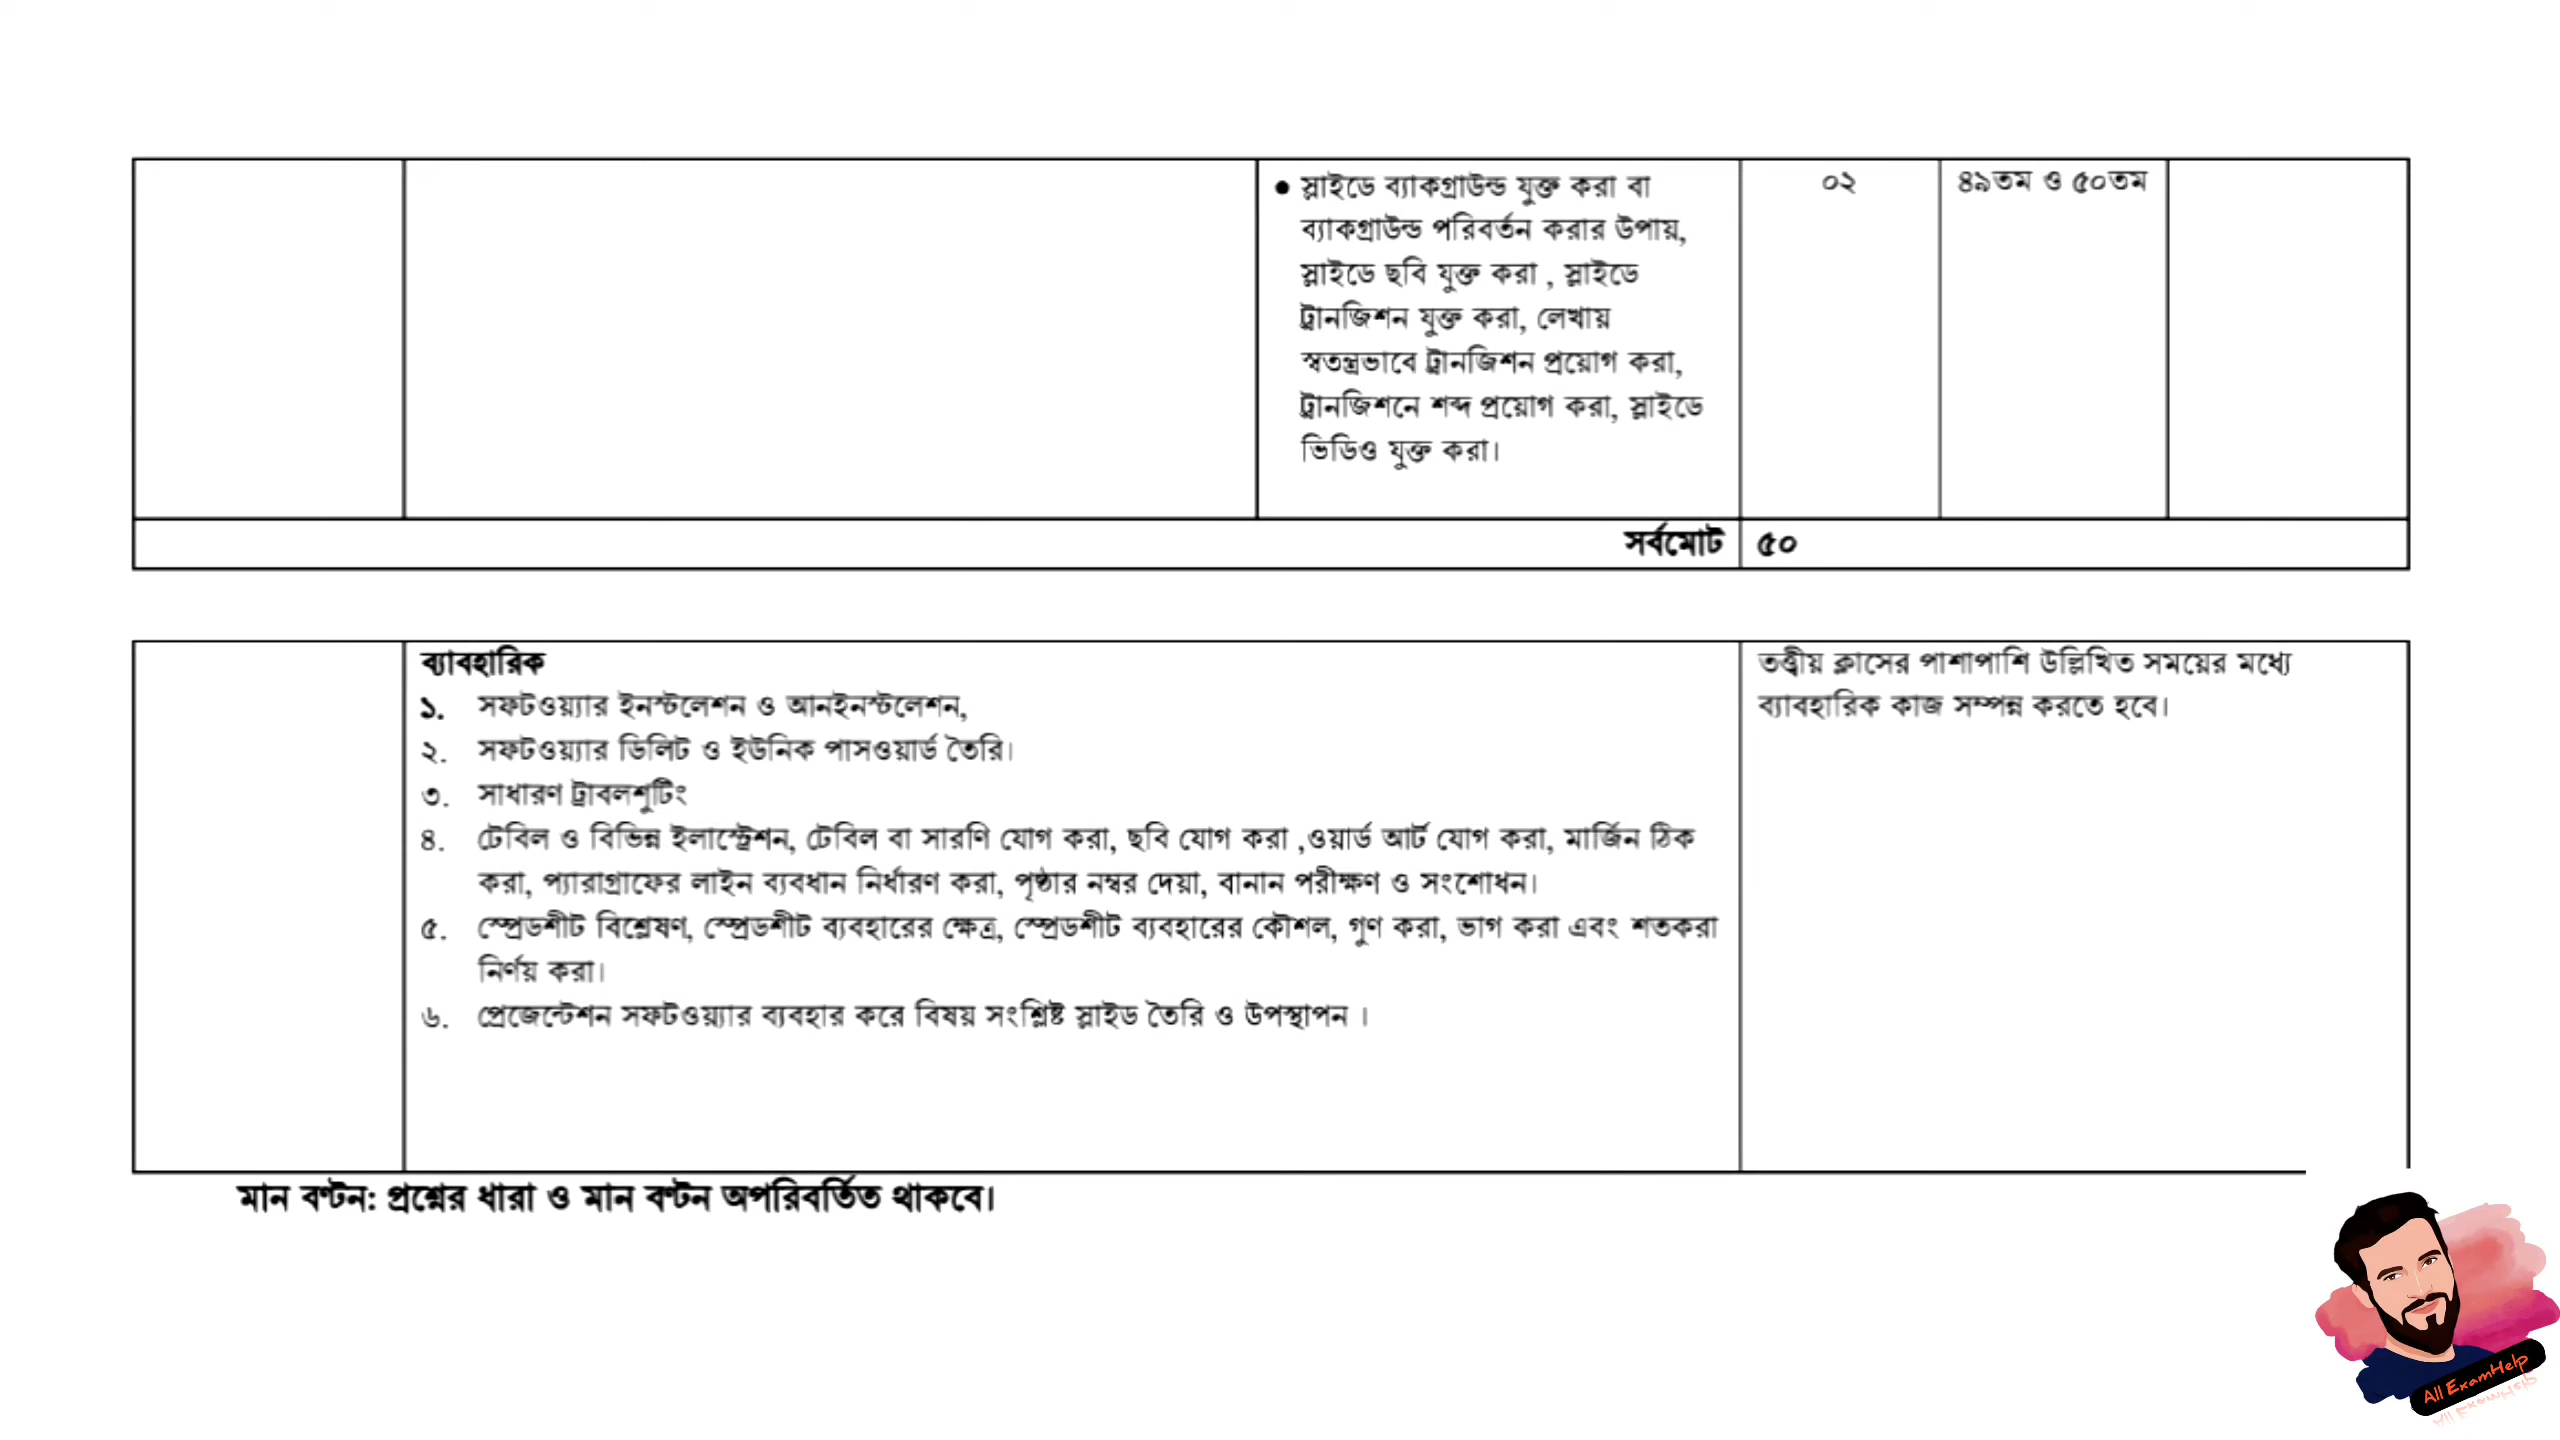 ● স্লাইডে ব্যাকগ্রাউন্ড যুক্ত করা বা
ব্যাকগ্রাউন্ড পরিবর্তন করার উপায়,
স্লাইডে ছবি যুক্ত করা , স্লাইডে
ট্রানজিশন যুক্ত করা, লেখায়
স্বতন্ত্রভাবে ট্রানজিশন প্রয়োগ করা,
ট্রানজিশনে শব্দ প্রয়োগ করা, স্লাইডে
ভিডিও যুক্ত করা।
০২
৪৯তম ও ৫০তম
সর্বমোট ৫০
ব্যাবহারিক
১. সফটওয়্যার ইনস্টলেশন ও আনইনস্টলেশন,
২. সফটওয়্যার ডিলিট ও ইউনিক পাসওয়ার্ড তৈরি।
৩. সাধারণ ট্রাবলশুটিং
৪. টেবিল ও বিভিন্ন ইলাস্ট্রেশন, টেবিল বা সারণি যোগ করা, ছবি যোগ করা ,ওয়ার্ড আর্ট যোগ করা, মার্জিন ঠিক
করা, প্যারাগ্রাফের লাইন ব্যবধান নির্ধারণ করা, পৃষ্ঠার নম্বর দেয়া, বানান পরীক্ষণ ও সংশোধন।
৫. স্প্রেডশীট বিশ্লেষণ, স্প্রেডশীট ব্যবহারের ক্ষেত্র, স্প্রেডশীট ব্যবহারের কৌশল, গুণ করা, ভাগ করা এবং শতকরা
নির্ণয় করা।
৬. প্রেজেন্টেশন সফটওয়্যার ব্যবহার করে বিষয় সংশ্লিষ্ট স্লাইড তৈরি ও উপস্থাপন ।
তত্ত্বীয় ক্লাসের পাশাপাশি উল্লিখিত সময়ের মধ্যে
ব্যাবহারিক কাজ সম্পন্ন করতে হবে।
মান বণ্টন: প্রশ্নের ধারা ও মান বণ্টন অপরিবর্তিত থাকবে।
All ExamHelp